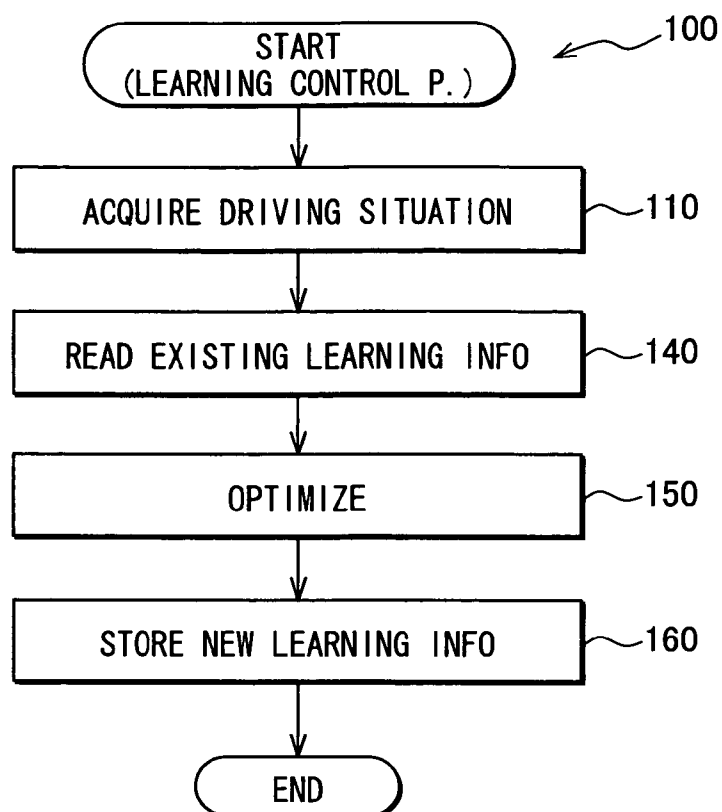 START
(LEARNING CONTROL P.)
100
ACQUIRE DRIVING SITUATION
110
READ EXISTING LEARNING INFO
140
OPTIMIZE
150
STORE NEW LEARNING INFO
160
END